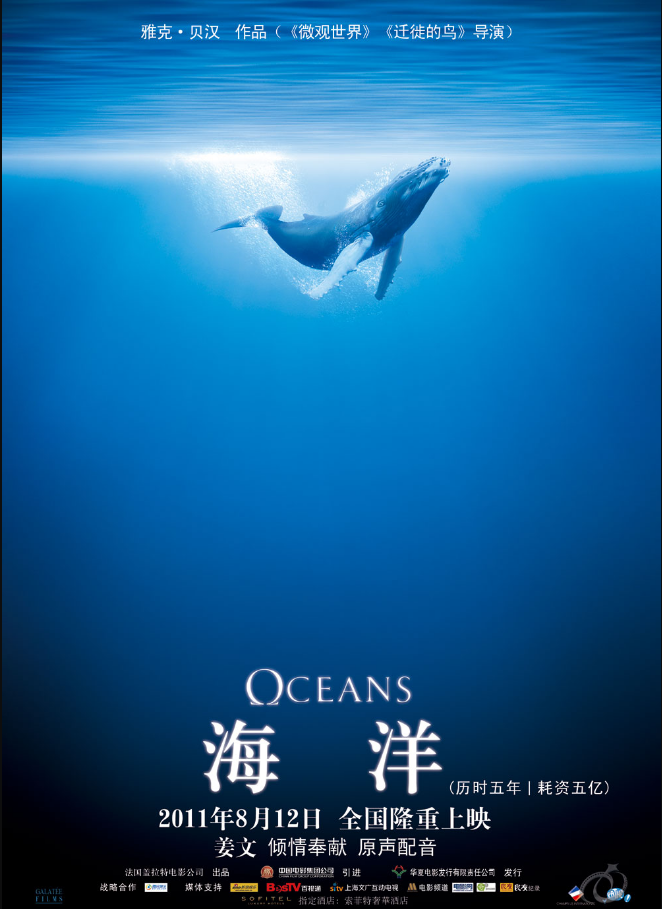 雅克·贝汉 作品(《微观世界》《迁徙的鸟》导演)
OCEANS
海 洋
(历时五年 | 耗资五亿)
2011年8月12日 全国隆重上映
姜文 倾情奉献 原声配音
法国盖拉特电影公司 出品 中国电影集团公司 引进 华夏电影发行有限责任公司 发行
战略合作 媒体支持 BesTV百视通 sitv上海文广互动电视 电影频道
GALATEE FILMS
SOFITEL 指定酒店:索菲特奢华酒店